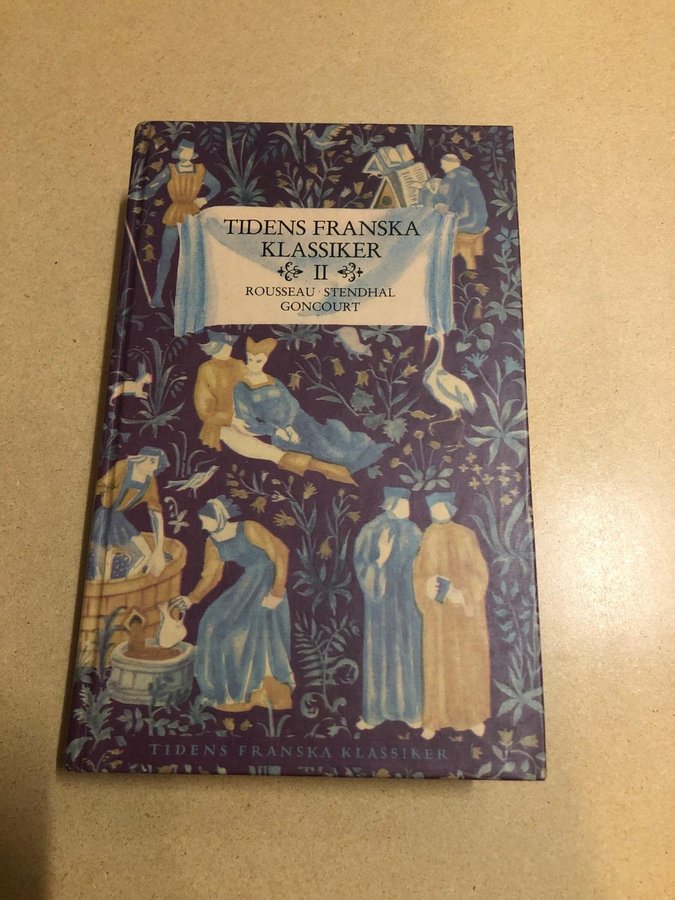 TIDENS FRANSKA
KLASSIKER
II
ROUSSEAU · STENDHAL
GONCOURT
TIDENS FRANSKA KLASSIKER